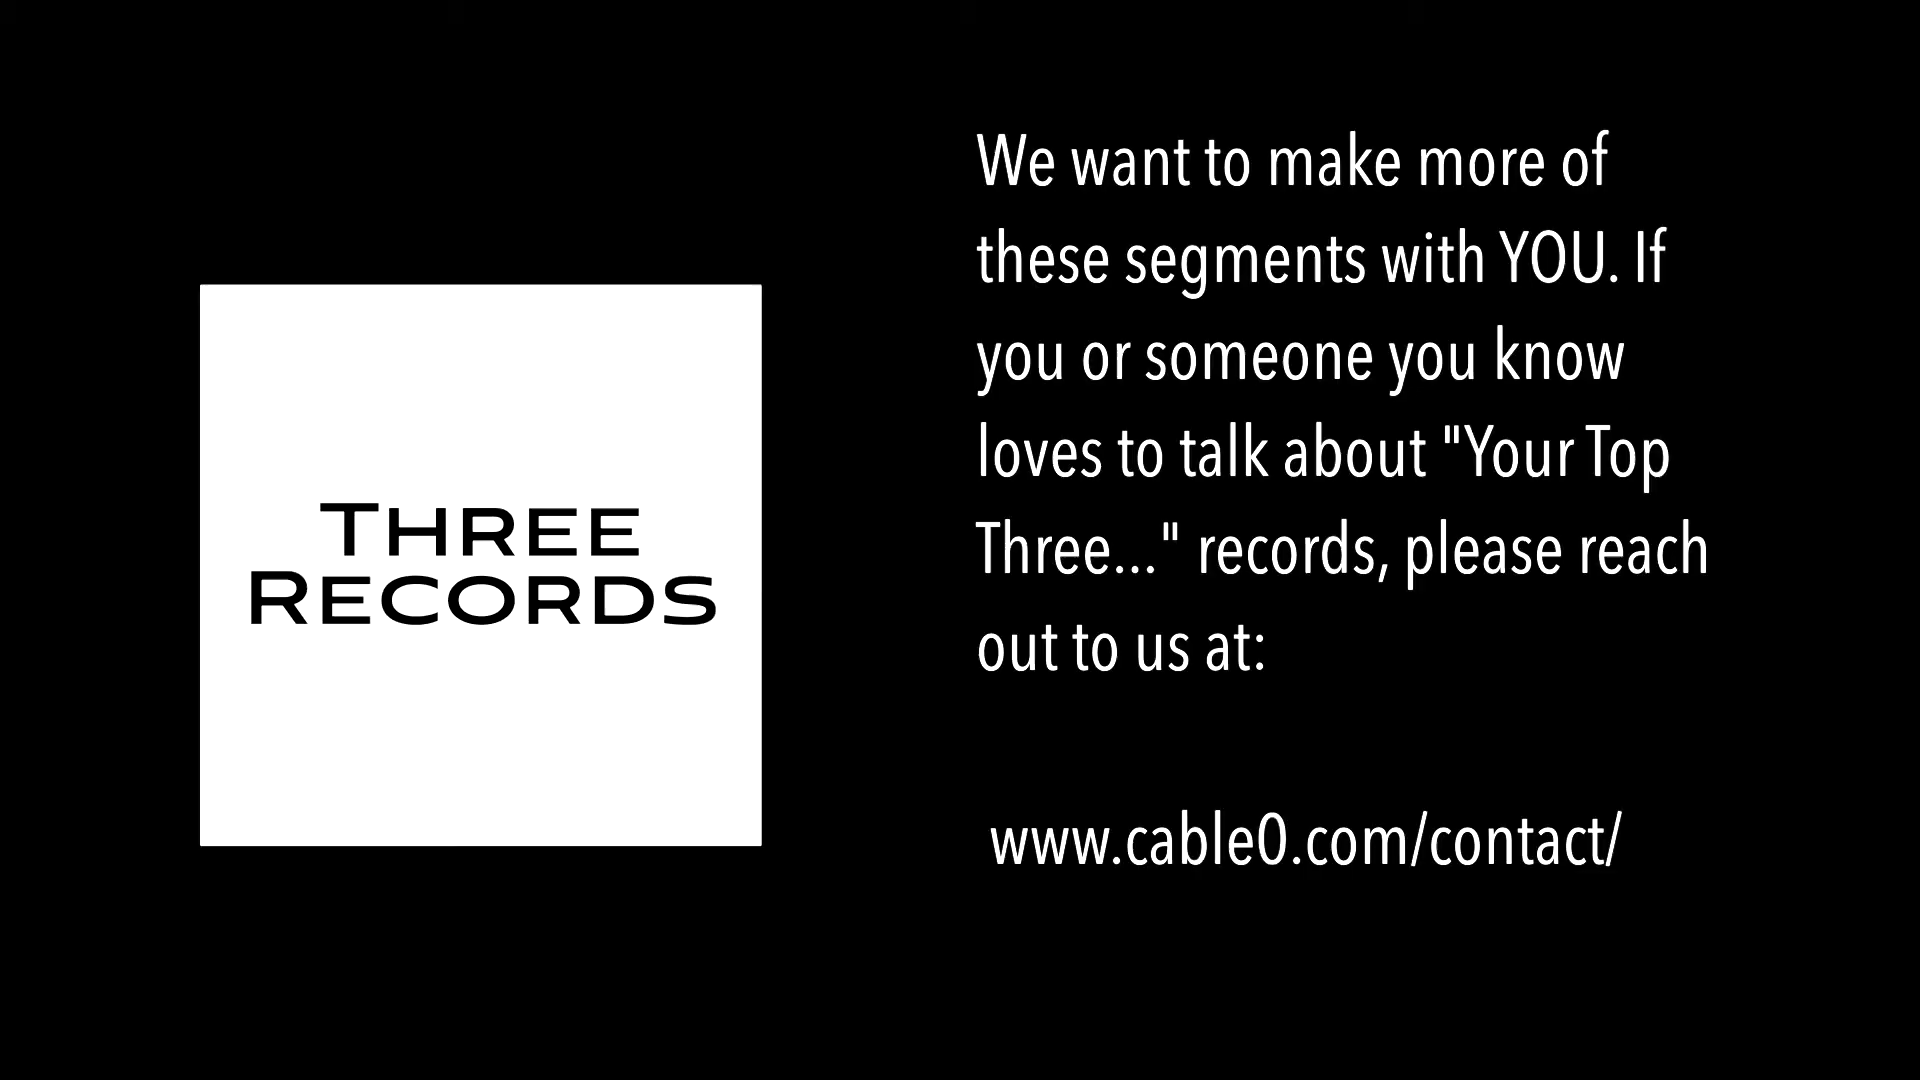 THREE
RECORDS
We want to make more of
these segments with YOU. If
you or someone you know
loves to talk about "Your Top
Three..." records, please reach
out to us at:
www.cable0.com/contact/